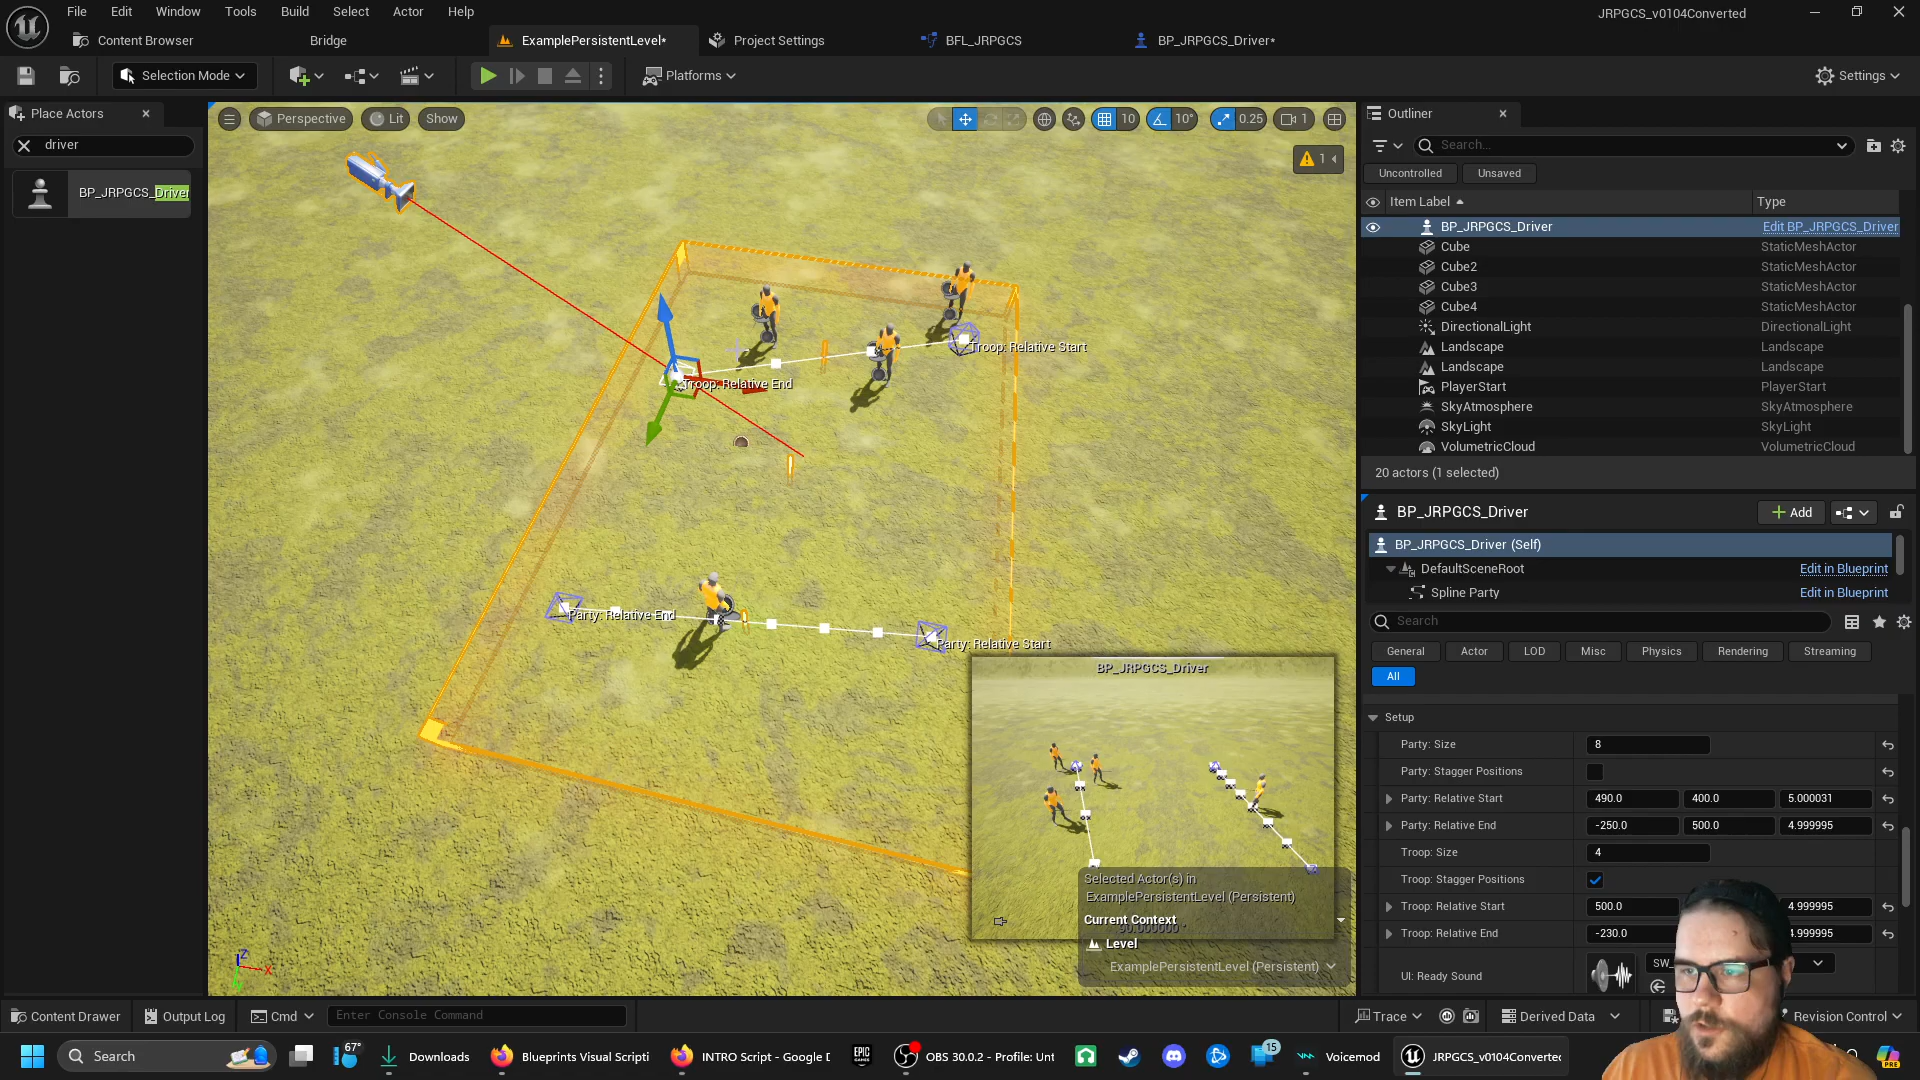 File Edit Window Tools Build Select Actor Help
JRPGCS_v0104Converted
Content Browser
Bridge
ExamplePersistentLevel*
Project Settings
BFL_JRPGCS
BP_JRPGCS_Driver*
Selection Mode
Platforms
Settings
Place Actors
driver
BP_JRPGCS_Driver
Perspective
Lit
Show
10
10°
0.25
1
1
Troop: Relative Start
Troop: Relative End
Party: Relative End
Party: Relative Start
BP_JRPGCS_Driver
Selected Actor(s) in
ExamplePersistentLevel (Persistent)
Current Context
Level
ExamplePersistentLevel (Persistent)
Outliner
Search...
Uncontrolled
Unsaved
Item Label
Type
BP_JRPGCS_Driver Edit BP_JRPGCS_Driver
Cube StaticMeshActor
Cube2 StaticMeshActor
Cube3 StaticMeshActor
Cube4 StaticMeshActor
DirectionalLight DirectionalLight
Landscape Landscape
Landscape Landscape
PlayerStart PlayerStart
SkyAtmosphere SkyAtmosphere
SkyLight SkyLight
VolumetricCloud VolumetricCloud
20 actors (1 selected)
BP_JRPGCS_Driver
Add
BP_JRPGCS_Driver (Self)
DefaultSceneRoot Edit in Blueprint
Spline Party Edit in Blueprint
Search
General Actor LOD Misc Physics Rendering Streaming
All
Setup
Party: Size 8
Party: Stagger Positions
Party: Relative Start 490.0 400.0 5.000031
Party: Relative End -250.0 500.0 4.999995
Troop: Size 4
Troop: Stagger Positions
Troop: Relative Start 500.0 4.999995
Troop: Relative End -230.0 4.999995
UI: Ready Sound
Content Drawer
Output Log
Cmd
Enter Console Command
Trace
Derived Data
Revision Control
Search
67°
Downloads
Blueprints Visual Scripti
INTRO Script - Google D
EPIC GAMES
OBS 30.0.2 - Profile: Unt
15
Voicemod
JRPGCS_v0104Converted
PRE